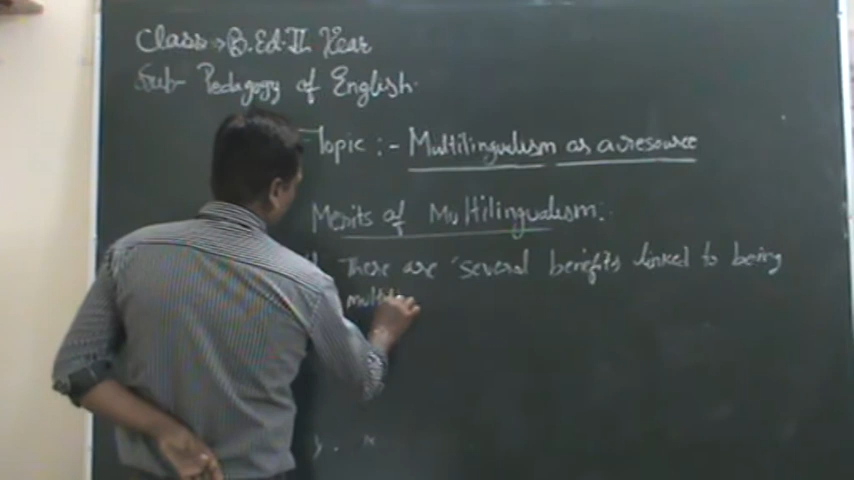 Class:- B.Ed. II Year
Sub- Pedagogy of English.
Topic :- Multilingualism as a resource
Merits of Multilingualism:
There are several benefits linked to being